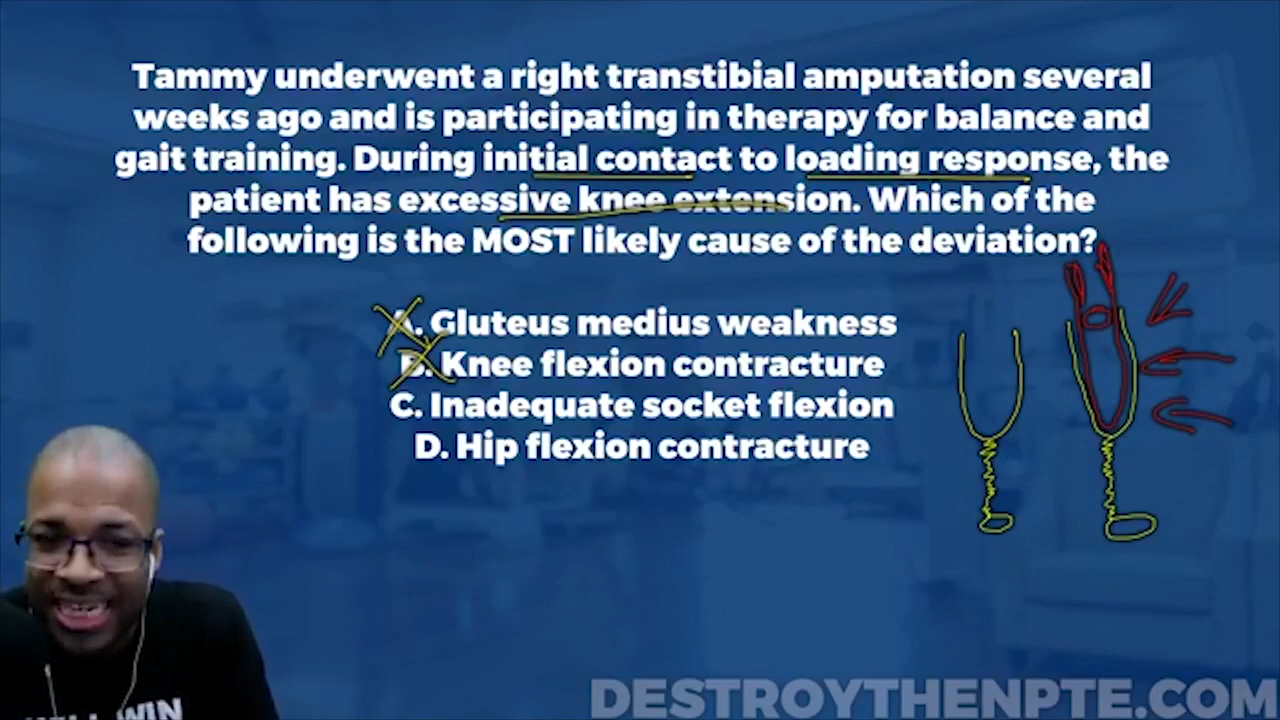 Tammy underwent a right transtibial amputation several
weeks ago and is participating in therapy for balance and
gait training. During initial contact to loading response, the
patient has excessive knee extension. Which of the
following is the MOST likely cause of the deviation?
A. Gluteus medius weakness
B. Knee flexion contracture
C. Inadequate socket flexion
D. Hip flexion contracture
WIN
DESTROYTHENPTE.COM